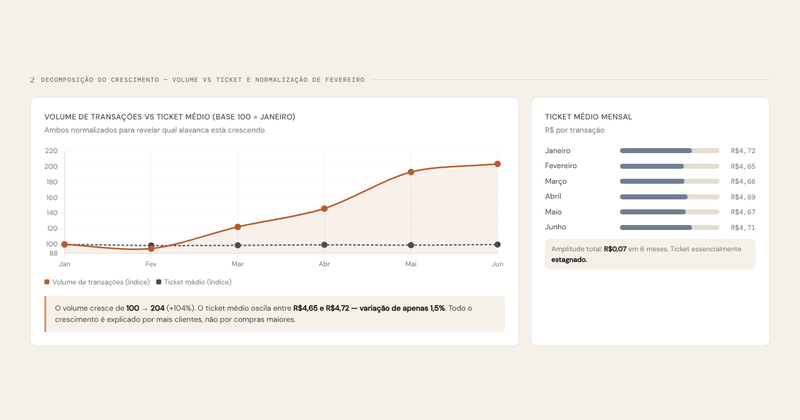 2 DECOMPOSIÇÃO DO CRESCIMENTO — VOLUME VS TICKET E NORMALIZAÇÃO DE FEVEREIRO
VOLUME DE TRANSAÇÕES VS TICKET MÉDIO (BASE 100 = JANEIRO)
Ambos normalizados para revelar qual alavanca está crescendo
220
200
180
160
140
120
100
88
Jan Fev Mar Abr Mai Jun
Volume de transações (índice) Ticket médio (índice)
O volume cresce de 100 → 204 (+104%). O ticket médio oscila entre R$4,65 e R$4,72 — variação de apenas 1,5%. Todo o
crescimento é explicado por mais clientes, não por compras maiores.
TICKET MÉDIO MENSAL
R$ por transação
Janeiro R$4,72
Fevereiro R$4,65
Março R$4,66
Abril R$4,69
Maio R$4,67
Junho R$4,71
Amplitude total: R$0,07 em 6 meses. Ticket essencialmente
estagnado.